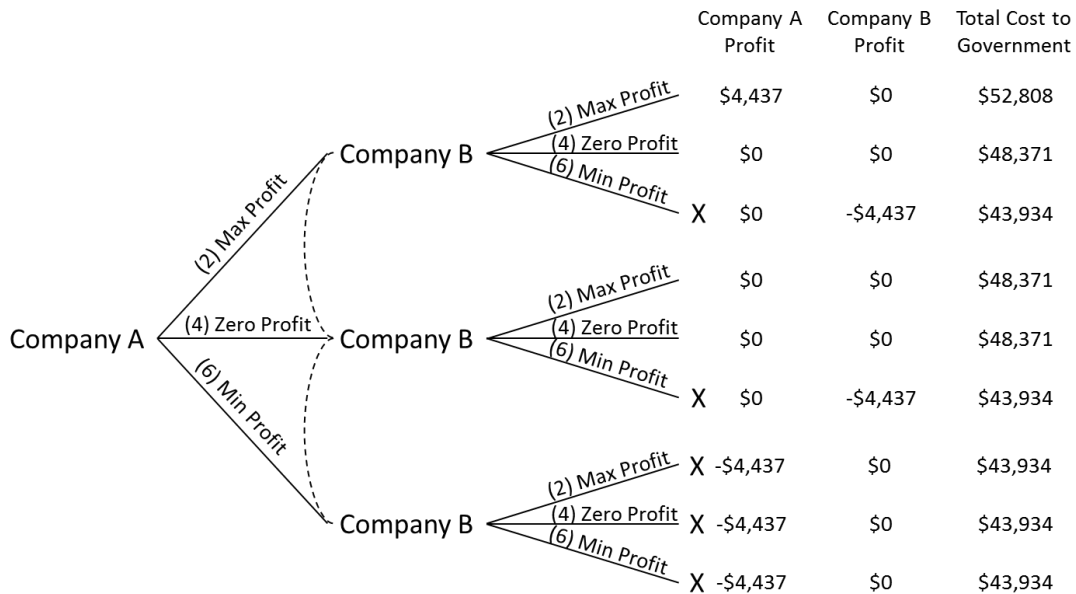 Company A Company B Total Cost to
Profit Profit Government
(2) Max Profit $4,437 $0 $52,808
(4) Zero Profit $0 $0 $48,371
(6) Min Profit X $0 -$4,437 $43,934
Company B
(2) Max Profit
(2) Max Profit $0 $0 $48,371
(4) Zero Profit $0 $0 $48,371
(6) Min Profit X $0 -$4,437 $43,934
Company A (4) Zero Profit Company B
(6) Min Profit
(2) Max Profit X -$4,437 $0 $43,934
(4) Zero Profit X -$4,437 $0 $43,934
(6) Min Profit X -$4,437 $0 $43,934
Company B